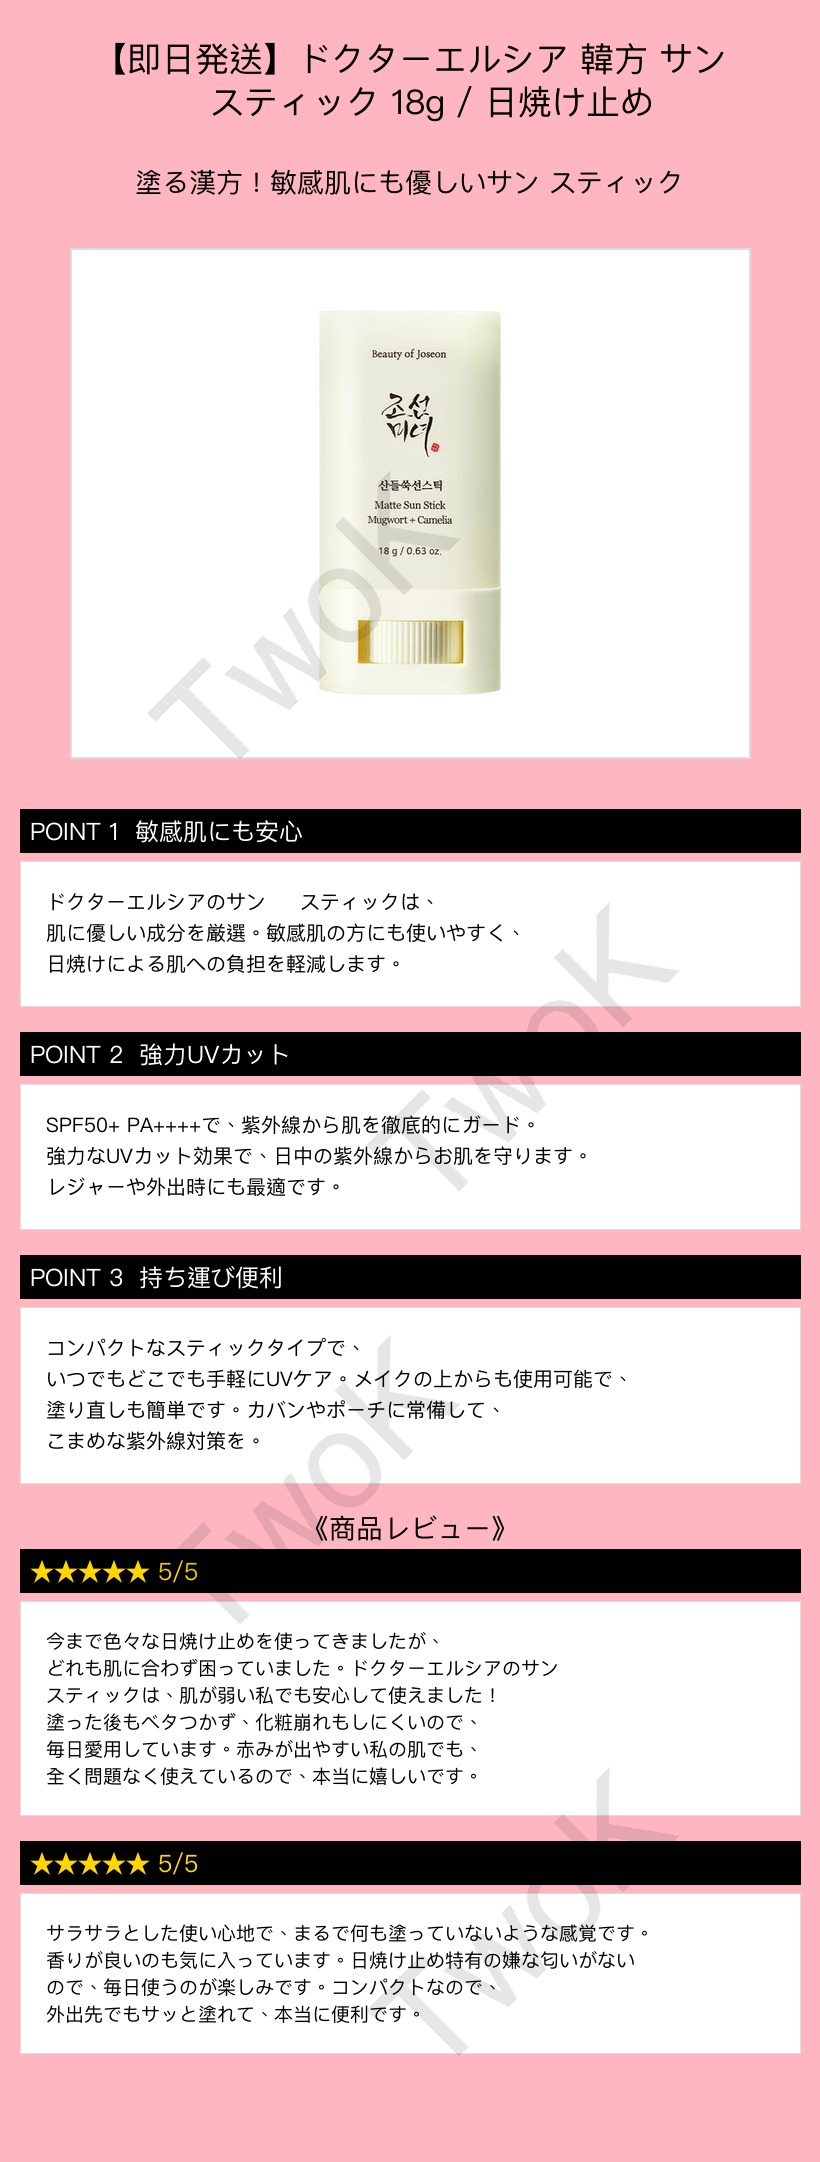 【即日発送】ドクターエルシア 韓方 サン
スティック 18g / 日焼け止め
塗る漢方！敏感肌にも優しいサン スティック
Beauty of Joseon
조선
미녀
산들쑥선스틱
Matte Sun Stick
Mugwort + Camelia
18 g / 0.63 oz.
TwoK
POINT 1 敏感肌にも安心
ドクターエルシアのサン スティックは、
肌に優しい成分を厳選。敏感肌の方にも使いやすく、
日焼けによる肌への負担を軽減します。
TwoK
POINT 2 強力UVカット
SPF50+ PA++++で、紫外線から肌を徹底的にガード。
強力なUVカット効果で、日中の紫外線からお肌を守ります。
レジャーや外出時にも最適です。
POINT 3 持ち運び便利
コンパクトなスティックタイプで、
いつでもどこでも手軽にUVケア。メイクの上からも使用可能で、
塗り直しも簡単です。カバンやポーチに常備して、
こまめな紫外線対策を。
TwoK
《商品レビュー》
★★★★★ 5/5
今まで色々な日焼け止めを使ってきましたが、
どれも肌に合わず困っていました。ドクターエルシアのサン
スティックは、肌が弱い私でも安心して使えました！
塗った後もベタつかず、化粧崩れもしにくいので、
毎日愛用しています。赤みが出やすい私の肌でも、
全く問題なく使えているので、本当に嬉しいです。
TwoK
★★★★★ 5/5
サラサラとした使い心地で、まるで何も塗っていないような感覚です。
香りが良いのも気に入っています。日焼け止め特有の嫌な匂いがない
ので、毎日使うのが楽しみです。コンパクトなので、
外出先でもサッと塗れて、本当に便利です。